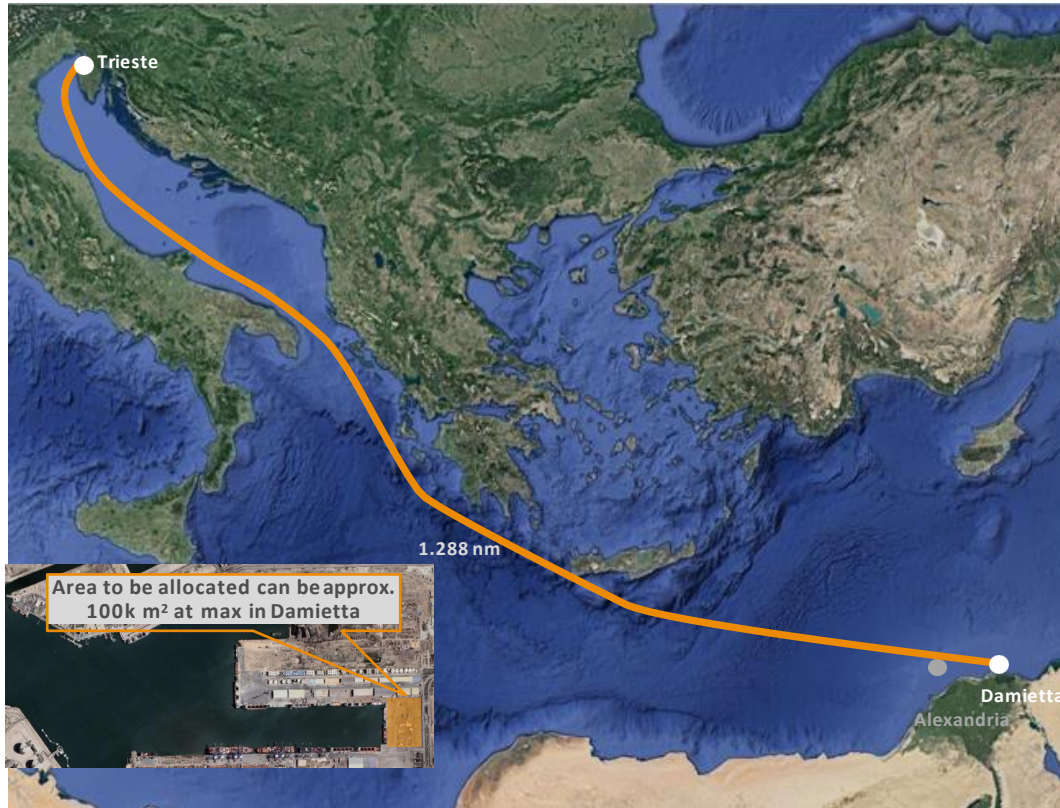 Trieste
1.288 nm
Area to be allocated can be approx.
100k m² at max in Damietta
Damietta
Alexandria